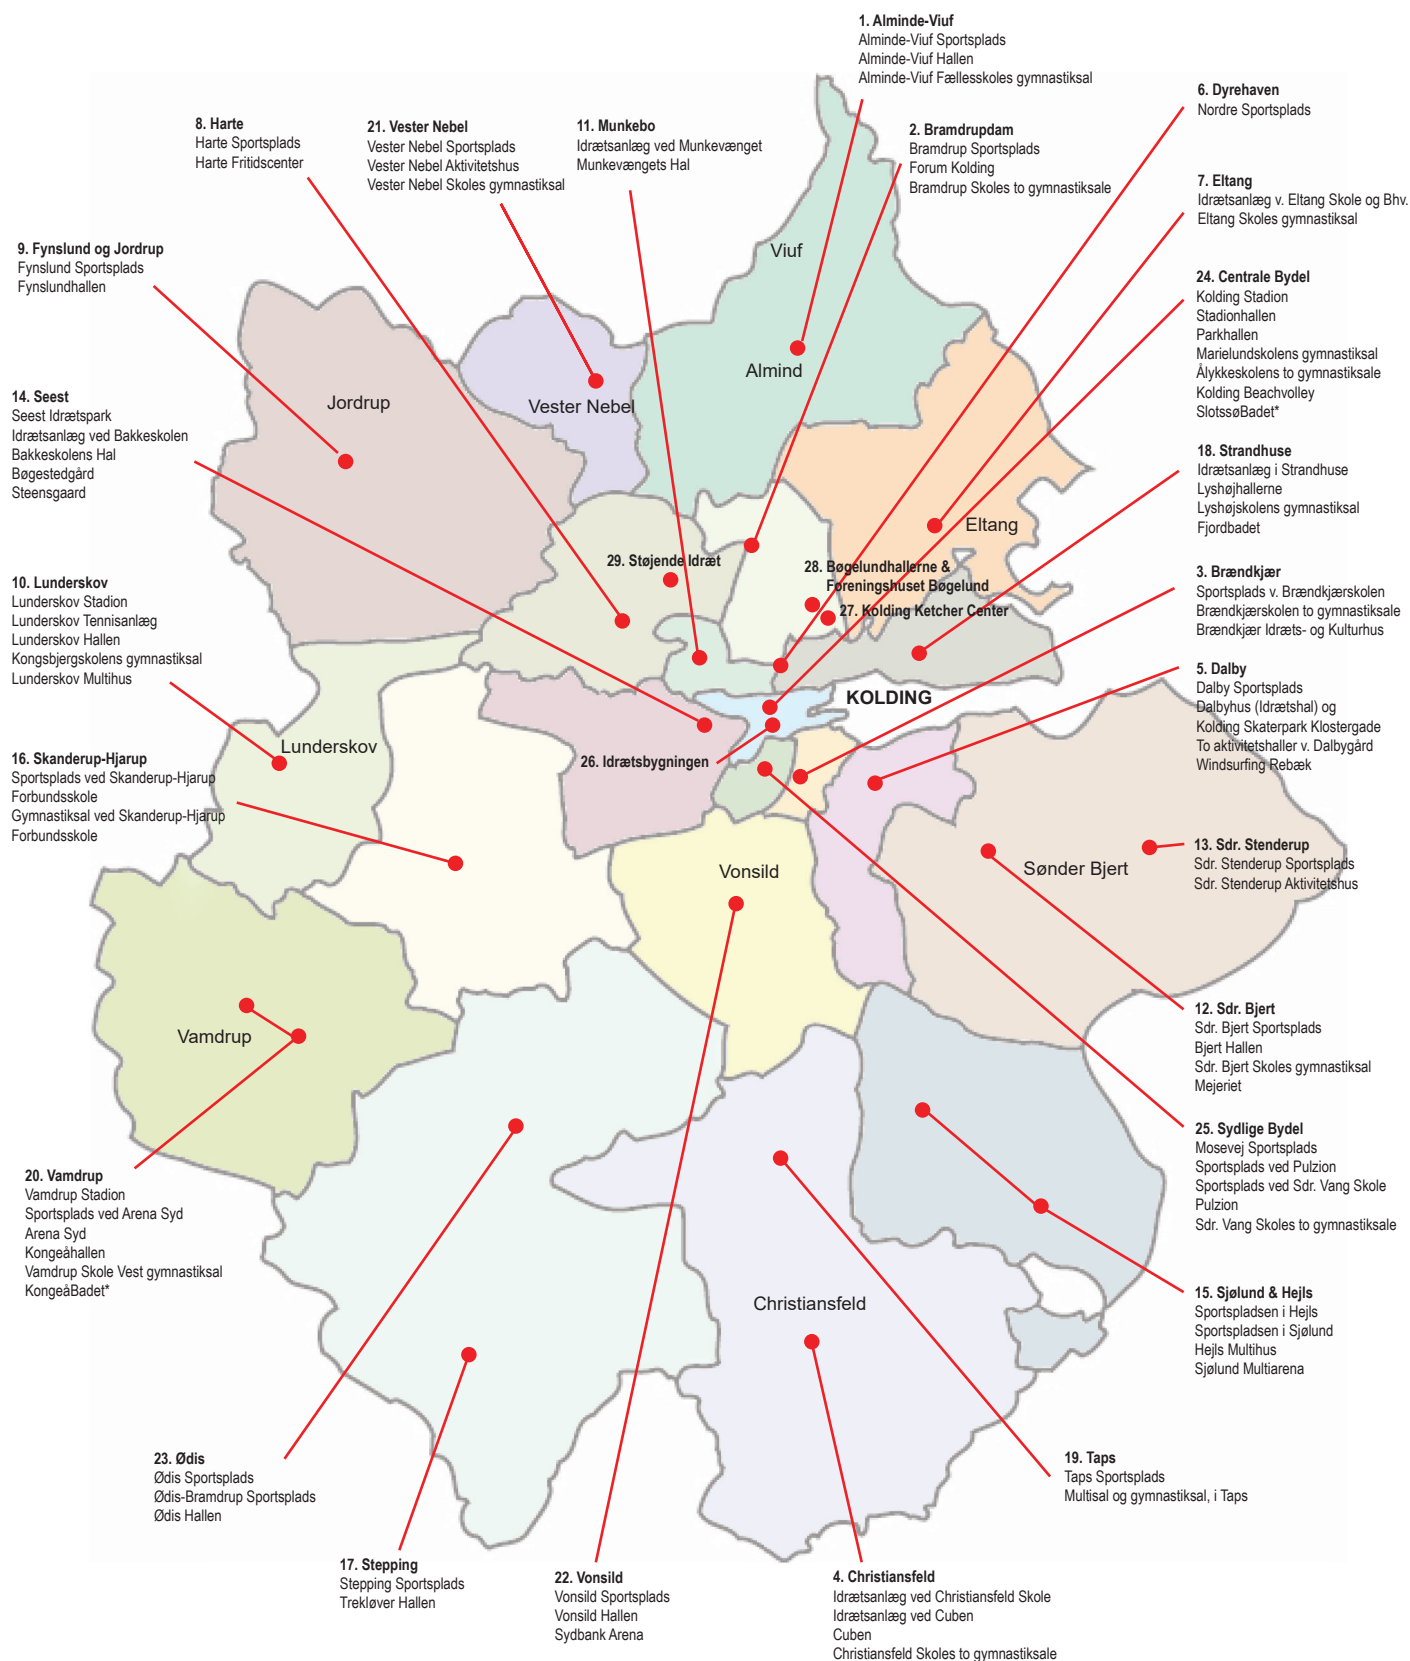 1. Alminde-Viuf
Alminde-Viuf Sportsplads
Alminde-Viuf Hallen
Alminde-Viuf Fællesskoles gymnastiksal
6. Dyrehaven
Nordre Sportsplads
8. Harte
Harte Sportsplads
Harte Fritidscenter
21. Vester Nebel
Vester Nebel Sportsplads
Vester Nebel Aktivitetshus
Vester Nebel Skoles gymnastiksal
11. Munkebo
Idrætsanlæg ved Munkevænget
Munkevængets Hal
2. Bramdrupdam
Bramdrup Sportsplads
Forum Kolding
Bramdrup Skoles to gymnastiksale
7. Eltang
Idrætsanlæg v. Eltang Skole og Bhv.
Eltang Skoles gymnastiksal
9. Fynslund og Jordrup
Fynslund Sportsplads
Fynslundhallen
24. Centrale Bydel
Kolding Stadion
Stadionhallen
Parkhallen
Marielundskolens gymnastiksal
Ålykkeskolens to gymnastiksale
Kolding Beachvolley
SlotssøBadet*
14. Seest
Seest Idrætspark
Idrætsanlæg ved Bakkeskolen
Bakkeskolens Hal
Bøgestedgård
Steensgaard
18. Strandhuse
Idrætsanlæg i Strandhuse
Lyshøjhallerne
Lyshøjskolens gymnastiksal
Fjordbadet
10. Lunderskov
Lunderskov Stadion
Lunderskov Tennisanlæg
Lunderskov Hallen
Kongsbjergskolens gymnastiksal
Lunderskov Multihus
3. Brændkjær
Sportsplads v. Brændkjærskolen
Brændkjærskolen to gymnastiksale
Brændkjær Idræts- og Kulturhus
5. Dalby
Dalby Sportsplads
Dalbyhus (Idrætshal) og
Kolding Skaterpark Klostergade
To aktivitetshaller v. Dalbygård
Windsurfing Rebæk
16. Skanderup-Hjarup
Sportsplads ved Skanderup-Hjarup
Forbundsskole
Gymnastiksal ved Skanderup-Hjarup
Forbundsskole
13. Sdr. Stenderup
Sdr. Stenderup Sportsplads
Sdr. Stenderup Aktivitetshus
12. Sdr. Bjert
Sdr. Bjert Sportsplads
Bjert Hallen
Sdr. Bjert Skoles gymnastiksal
Mejeriet
25. Sydlige Bydel
Mosevej Sportsplads
Sportsplads ved Pulzion
Sportsplads ved Sdr. Vang Skole
Pulzion
Sdr. Vang Skoles to gymnastiksale
20. Vamdrup
Vamdrup Stadion
Sportsplads ved Arena Syd
Arena Syd
Kongeåhallen
Vamdrup Skole Vest gymnastiksal
KongeåBadet*
15. Sjølund & Hejls
Sportspladsen i Hejls
Sportspladsen i Sjølund
Hejls Multihus
Sjølund Multiarena
23. Ødis
Ødis Sportsplads
Ødis-Bramdrup Sportsplads
Ødis Hallen
19. Taps
Taps Sportsplads
Multisal og gymnastiksal, i Taps
17. Stepping
Stepping Sportsplads
Trekløver Hallen
22. Vonsild
Vonsild Sportsplads
Vonsild Hallen
Sydbank Arena
4. Christiansfeld
Idrætsanlæg ved Christiansfeld Skole
Idrætsanlæg ved Cuben
Cuben
Christiansfeld Skoles to gymnastiksale
Viuf
Almind
Jordrup
Vester Nebel
Eltang
29. Støjende Idræt
28. Bøgelundhallerne &
Føreningshuset Bøgelund
27. Kolding Ketcher Center
KOLDING
Lunderskov
26. Idrætsbygningen
Vonsild
Sønder Bjert
Vamdrup
Christiansfeld